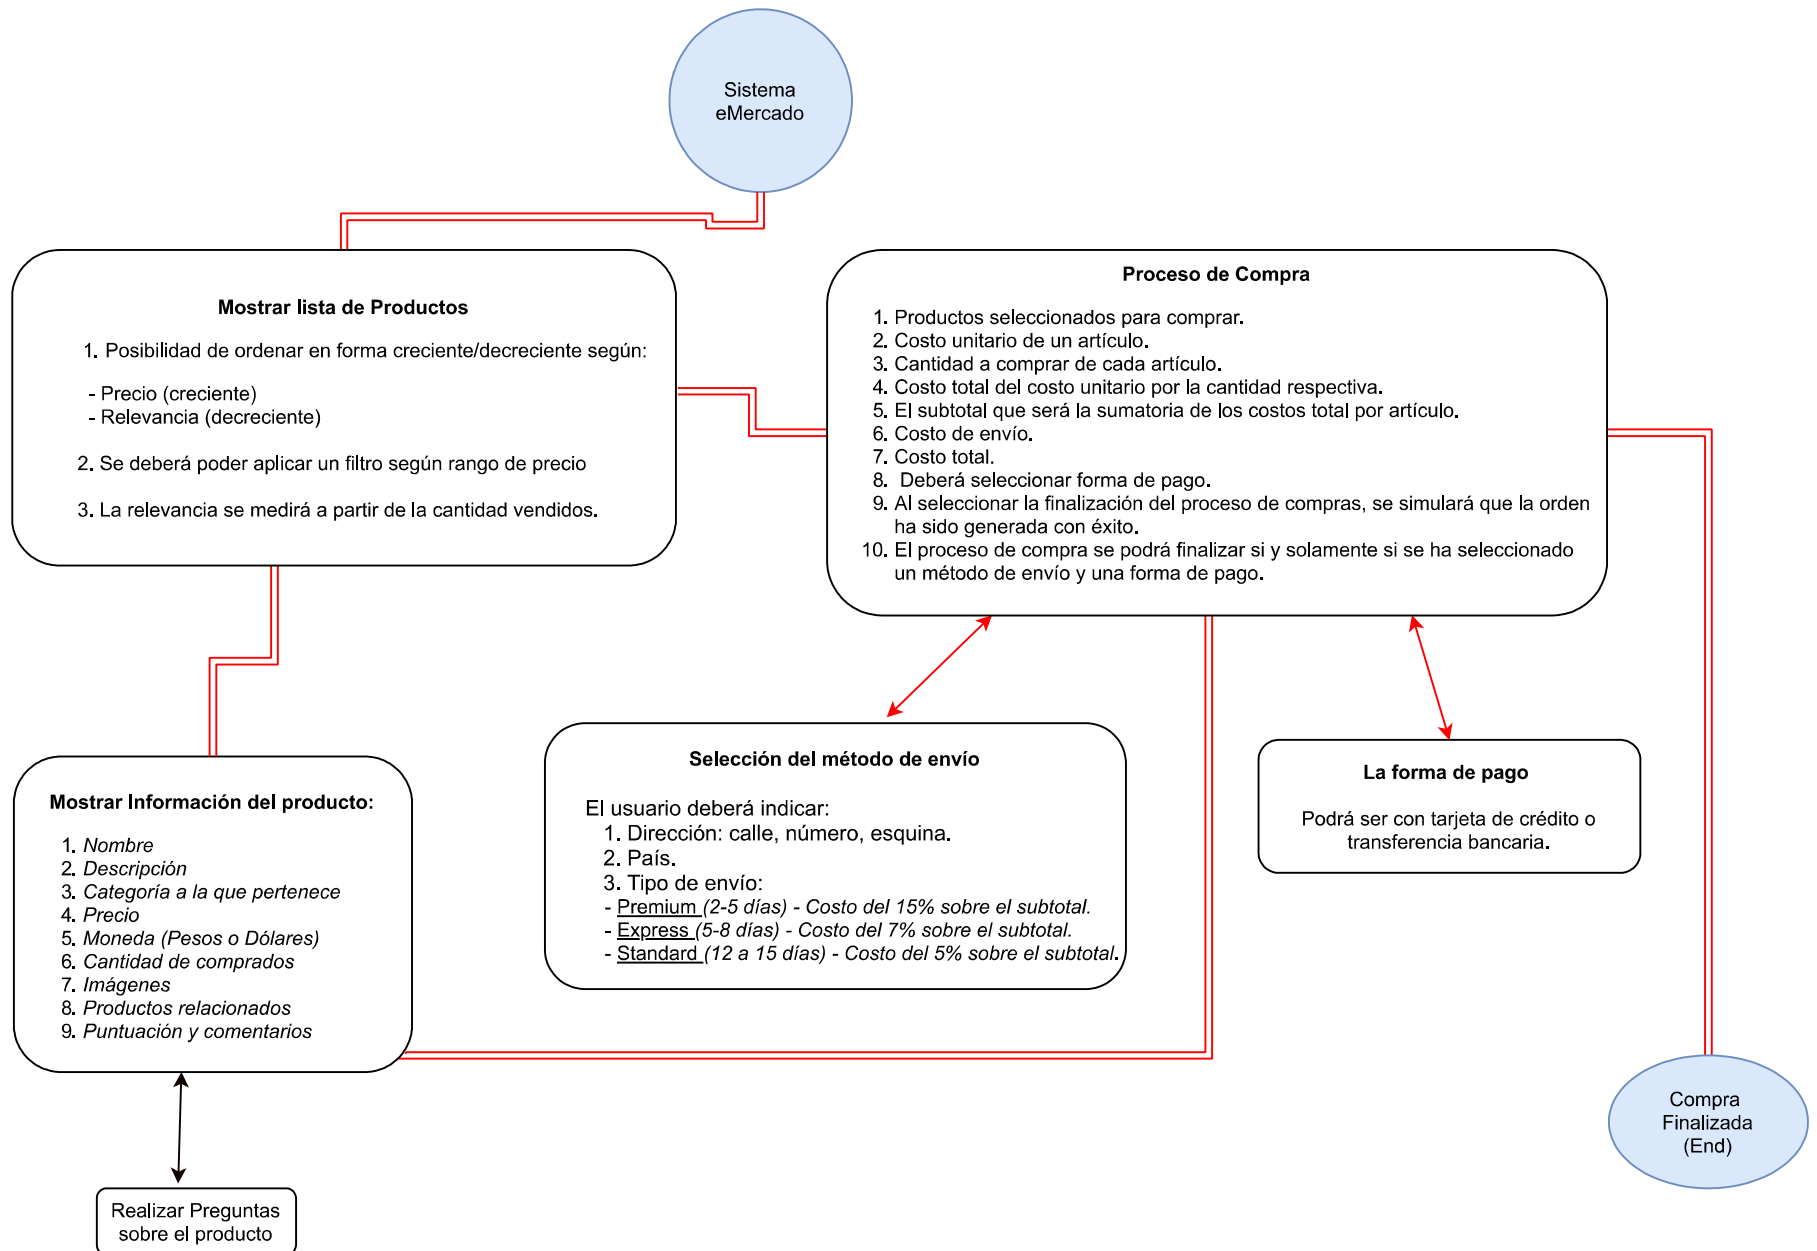 Sistema
eMercado
Mostrar lista de Productos
1. Posibilidad de ordenar en forma creciente/decreciente según:
- Precio (creciente)
- Relevancia (decreciente)
2. Se deberá poder aplicar un filtro según rango de precio
3. La relevancia se medirá a partir de la cantidad vendidos.
Proceso de Compra
1. Productos seleccionados para comprar.
2. Costo unitario de un artículo.
3. Cantidad a comprar de cada artículo.
4. Costo total del costo unitario por la cantidad respectiva.
5. El subtotal que será la sumatoria de los costos total por artículo.
6. Costo de envío.
7. Costo total.
8. Deberá seleccionar forma de pago.
9. Al seleccionar la finalización del proceso de compras, se simulará que la orden
ha sido generada con éxito.
10. El proceso de compra se podrá finalizar si y solamente si se ha seleccionado
un método de envío y una forma de pago.
Mostrar Información del producto:
1. Nombre
2. Descripción
3. Categoría a la que pertenece
4. Precio
5. Moneda (Pesos o Dólares)
6. Cantidad de comprados
7. Imágenes
8. Productos relacionados
9. Puntuación y comentarios
Selección del método de envío
El usuario deberá indicar:
1. Dirección: calle, número, esquina.
2. País.
3. Tipo de envío:
- Premium (2-5 días) - Costo del 15% sobre el subtotal.
- Express (5-8 días) - Costo del 7% sobre el subtotal.
- Standard (12 a 15 días) - Costo del 5% sobre el subtotal.
La forma de pago
Podrá ser con tarjeta de crédito o
transferencia bancaria.
Compra
Finalizada
(End)
Realizar Preguntas
sobre el producto